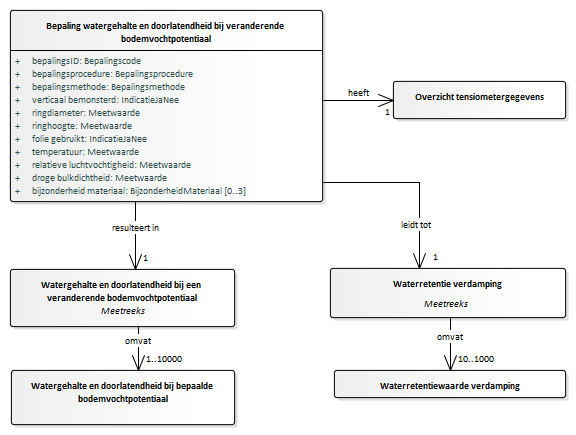 Bepaling watergehalte en doorlatendheid bij veranderende
bodemvochtpotentiaal
+ bepalingsID: Bepalingscode
+ bepalingsprocedure: Bepalingsprocedure
+ bepalingsmethode: Bepalingsmethode
+ verticaal bemonsterd: IndicatieJaNee
+ ringdiameter: Meetwaarde
+ ringhoogte: Meetwaarde
+ folie gebruikt: IndicatieJaNee
+ temperatuur: Meetwaarde
+ relatieve luchtvochtigheid: Meetwaarde
+ droge bulkdichtheid: Meetwaarde
+ bijzonderheid materiaal: BijzonderheidMateriaal [0..3]
heeft
1
Overzicht tensiometergegevens
resulteert in
1
leidt tot
1
Watergehalte en doorlatendheid bij een
veranderende bodemvochtpotentiaal
Meetreeks
Waterretentie verdamping
Meetreeks
omvat
1..10000
omvat
10..1000
Watergehalte en doorlatendheid bij bepaalde
bodemvochtpotentiaal
Waterretentiewaarde verdamping